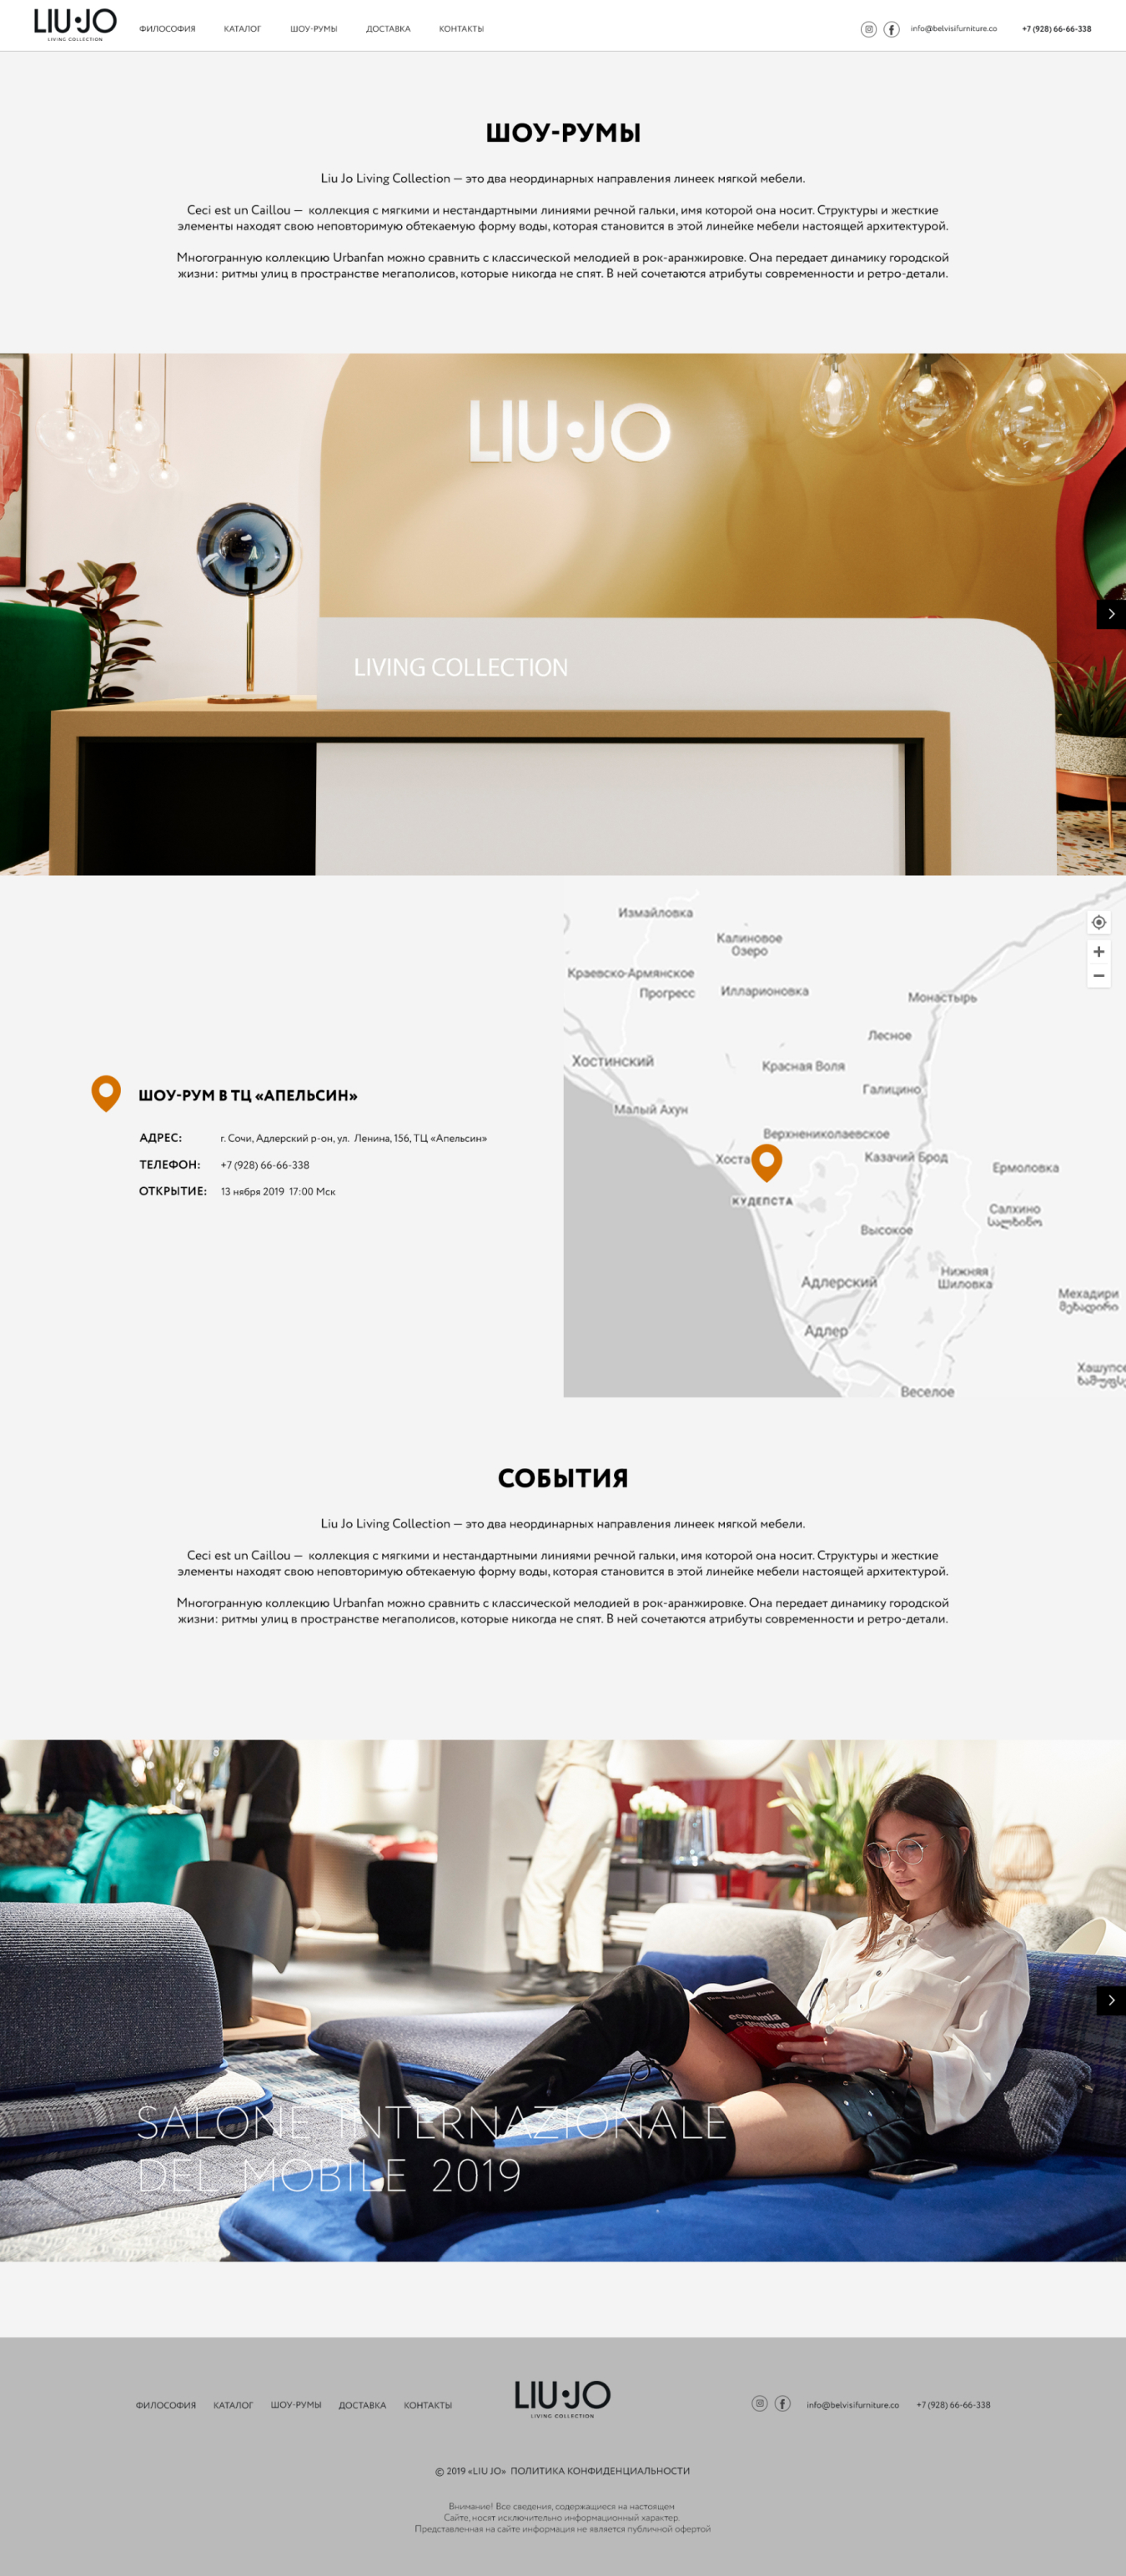 LIU·JO
LIVING COLLECTION
ФИЛОСОФИЯ КАТАЛОГ ШОУ-РУМЫ ДОСТАВКА КОНТАКТЫ
info@belvisifurniture.co +7 (928) 66-66-338
ШОУ-РУМЫ
Liu Jo Living Collection — это два неординарных направления линеек мягкой мебели.
Ceci est un Caillou — коллекция с мягкими и нестандартными линиями речной гальки, имя которой она носит. Структуры и жесткие
элементы находят свою неповторимую обтекаемую форму воды, которая становится в этой линейке мебели настоящей архитектурой.
Многогранную коллекцию Urbanfan можно сравнить с классической мелодией в рок-аранжировке. Она передает динамику городской
жизни: ритмы улиц в пространстве мегаполисов, которые никогда не спят. В ней сочетаются атрибуты современности и ретро-детали.
LIU·JO
LIVING COLLECTION
Измайловка
Калиновое
Озеро
Краевско-Армянское
Прогресс
Илларионовка
Монастырь
Лесное
Хостинский
Красная Воля
Галицино
Малый Ахун
Верхнениколаевское
Хоста
Казачий Брод
Ермоловка
КУДЕПСТА
Салхино
სალხინო
Высокое
Нижняя
Шиловка
Адлерский
Мехадири
მეხადირი
Адлер
Хашупсе
Веселое
ШОУ-РУМ В ТЦ «АПЕЛЬСИН»
АДРЕС: г. Сочи, Адлерский р-он, ул. Ленина, 156, ТЦ «Апельсин»
ТЕЛЕФОН: +7 (928) 66-66-338
ОТКРЫТИЕ: 13 нября 2019 17:00 Мск
СОБЫТИЯ
Liu Jo Living Collection — это два неординарных направления линеек мягкой мебели.
Ceci est un Caillou — коллекция с мягкими и нестандартными линиями речной гальки, имя которой она носит. Структуры и жесткие
элементы находят свою неповторимую обтекаемую форму воды, которая становится в этой линейке мебели настоящей архитектурой.
Многогранную коллекцию Urbanfan можно сравнить с классической мелодией в рок-аранжировке. Она передает динамику городской
жизни: ритмы улиц в пространстве мегаполисов, которые никогда не спят. В ней сочетаются атрибуты современности и ретро-детали.
economia
SALONE INTERNAZIONALE
DEL MOBILE 2019
ФИЛОСОФИЯ КАТАЛОГ ШОУ-РУМЫ ДОСТАВКА КОНТАКТЫ
LIU·JO
LIVING COLLECTION
info@belvisifurniture.co +7 (928) 66-66-338
© 2019 «LIU JO» ПОЛИТИКА КОНФИДЕНЦИАЛЬНОСТИ
Внимание! Все сведения, содержащиеся на настоящем
Сайте, носят исключительно информационный характер.
Представленная на сайте информация не является публичной офертой